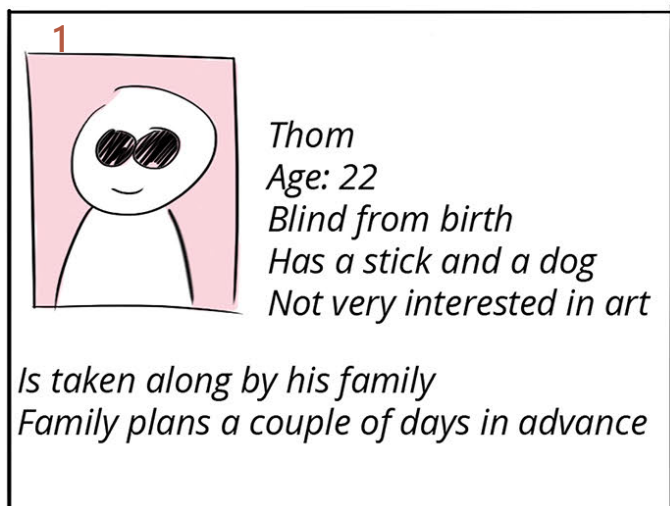 1
Thom
Age: 22
Blind from birth
Has a stick and a dog
Not very interested in art
Is taken along by his family
Family plans a couple of days in advance